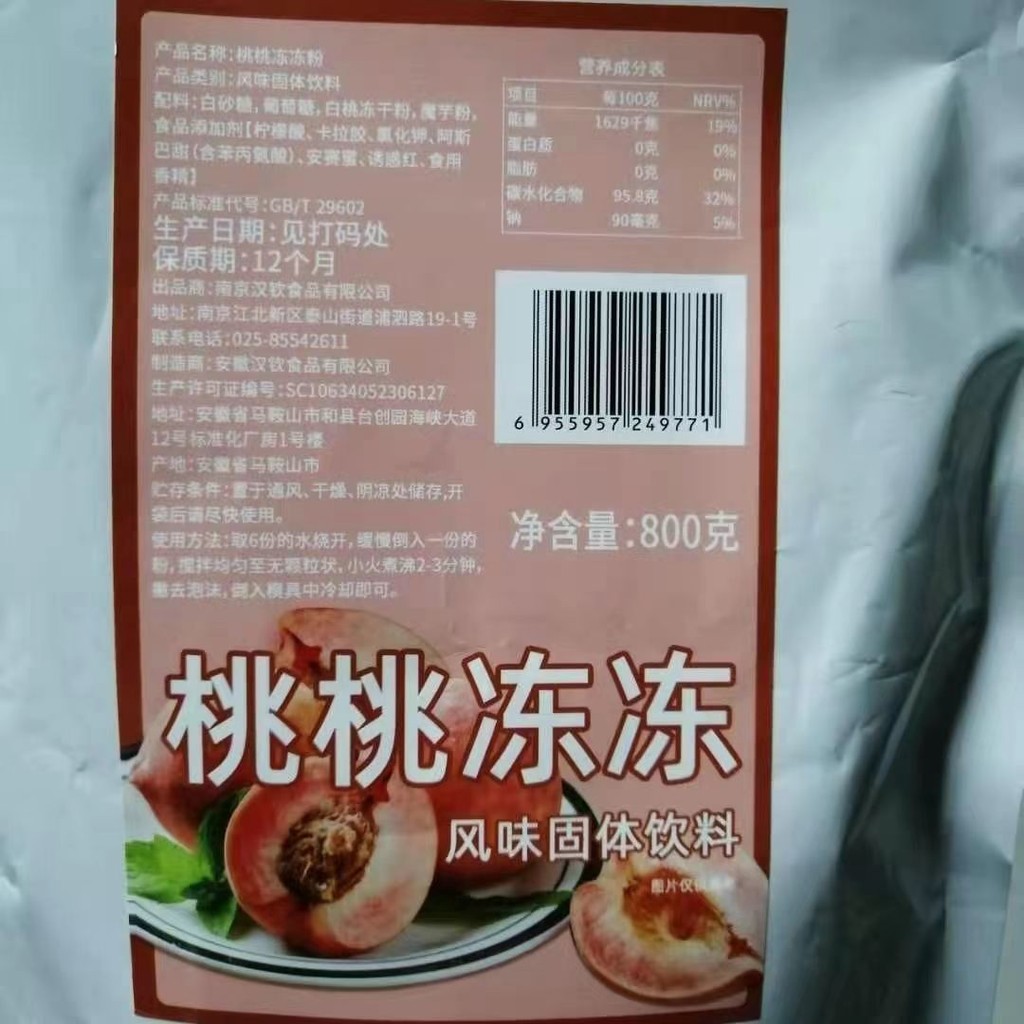 产品名称:桃桃冻冻粉
产品类别:风味固体饮料
配料:白砂糖,葡萄糖,白桃冻干粉,魔芋粉,
食品添加剂【柠檬酸、卡拉胶、氯化钾、阿斯
巴甜(含苯丙氨酸)、安赛蜜、诱惑红、食用
香精】
产品标准代号:GB/T 29602
生产日期:见打码处
保质期:12个月
出品商:南京汉钦食品有限公司
地址:南京江北新区泰山街道浦泗路19-1号
联系电话:025-85542611
制造商:安徽汉钦食品有限公司
生产许可证编号:SC10634052306127
地址:安徽省马鞍山市和县台创园海峡大道
12号标准化厂房1号楼
产地:安徽省马鞍山市
贮存条件:置于通风、干燥、阴凉处储存,开
袋后请尽快使用。
使用方法:取6份的水烧开,缓慢倒入一份的
粉,搅拌均匀至无颗粒状,小火煮沸2-3分钟,
撇去泡沫,倒入模具中冷却即可。
营养成分表
项目 每100克 NRV%
能量 1629千焦 19%
蛋白质 0克 0%
脂肪 0克 0%
碳水化合物 95.8克 32%
钠 90毫克 5%
6 955957 249771
净含量:800克
桃桃冻冻
风味固体饮料
图片仅供